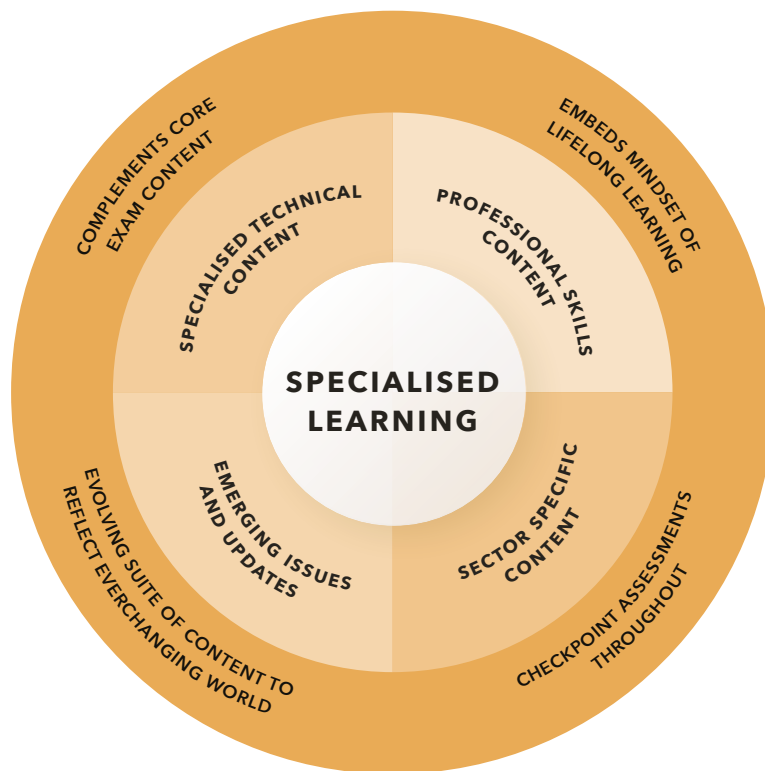 COMPLEMENTS CORE
EXAM CONTENT
EMBEDS MINDSET OF
LIFELONG LEARNING
SPECIALISED TECHNICAL
CONTENT
PROFESSIONAL SKILLS
CONTENT
SPECIALISED
LEARNING
EMERGING ISSUES
AND UPDATES
SECTOR SPECIFIC
CONTENT
EVOLVING SUITE OF CONTENT TO
REFLECT EVERCHANGING WORLD
CHECKPOINT ASSESSMENTS
THROUGHOUT